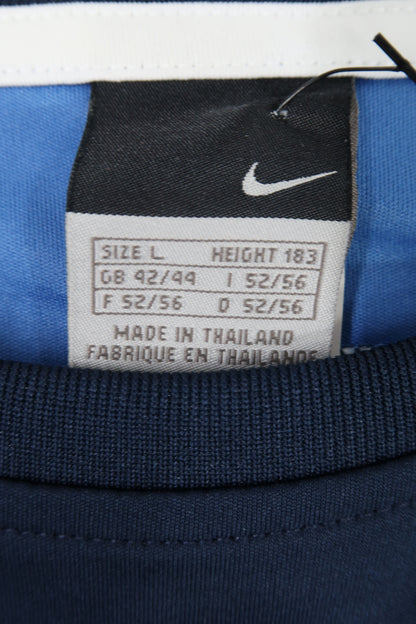 SIZE L HEIGHT 183
GB 42/44 I 52/56
F 52/56 D 52/56
MADE IN THAILAND
FABRIQUE EN THAILANDE